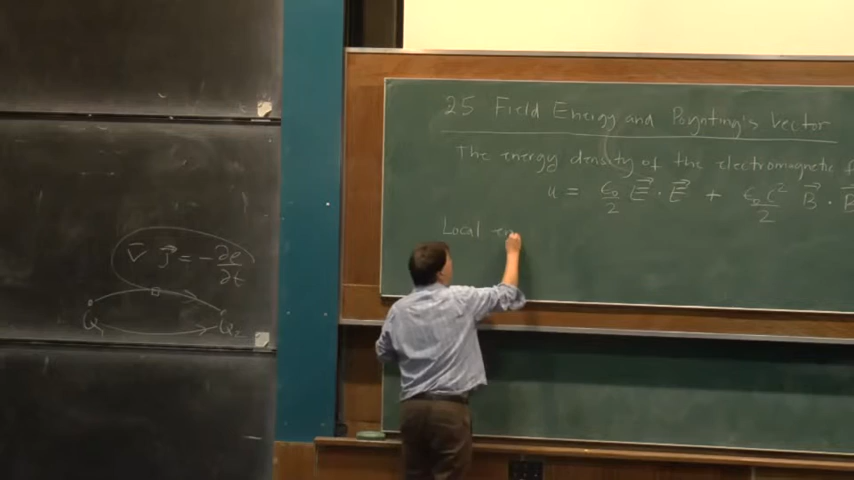 ∇ J⃗ = - ∂ρ/∂t
Q₁ Q₂
25 Field Energy and Poynting's Vector
The energy density of the electromagnetic f
u = ε₀/2 E⃗ · E⃗ + ε₀c²/2 B⃗ · B⃗
Local en